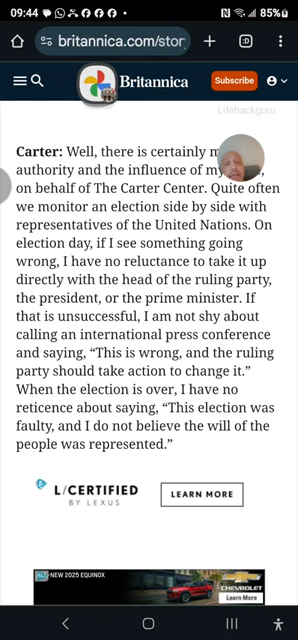 09:44
85%
britannica.com/stor
Britannica
Subscribe
Lifehackguru
Carter: Well, there is certainly
authority and the influence of my
on behalf of The Carter Center. Quite often
we monitor an election side by side with
representatives of the United Nations. On
election day, if I see something going
wrong, I have no reluctance to take it up
directly with the head of the ruling party,
the president, or the prime minister. If
that is unsuccessful, I am not shy about
calling an international press conference
and saying, “This is wrong, and the ruling
party should take action to change it.”
When the election is over, I have no
reticence about saying, “This election was
faulty, and I do not believe the will of the
people was represented.”
L/CERTIFIED
BY LEXUS
LEARN MORE
NEW 2025 EQUINOX
CHEVROLET
Learn More